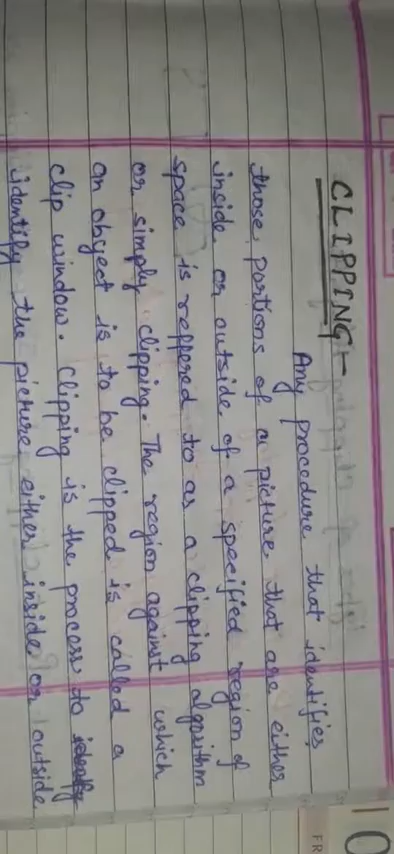 CLIPPING-
Any procedure that identifies
those portions of a picture that are either
inside or outside of a specified region of
space is reffered to as a clipping algorithm
or simply clipping. The region against which
an object is to be clipped is called a
clip window. Clipping is the process to identify
identify the picture either inside or outside
10
FR